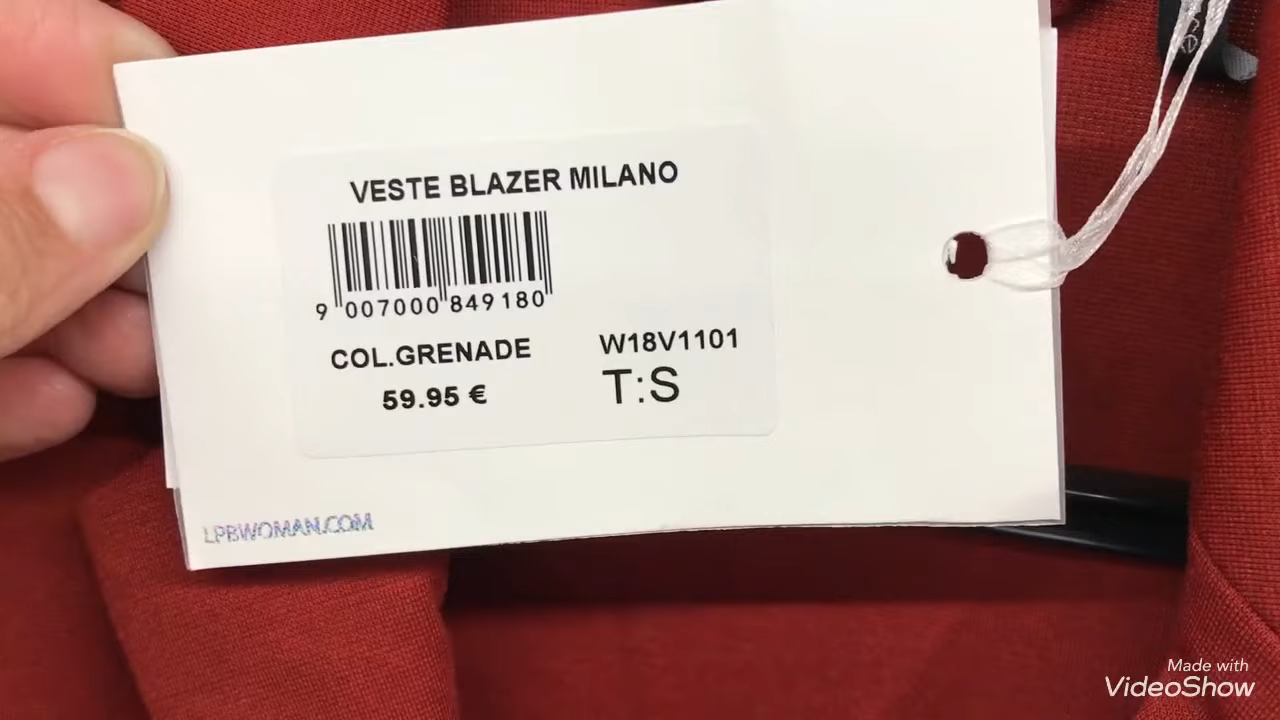 VESTE BLAZER MILANO
9 007000 849180
COL.GRENADE
W18V1101
59.95 €
T:S
LPBWOMAN.COM
Made with
VideoShow